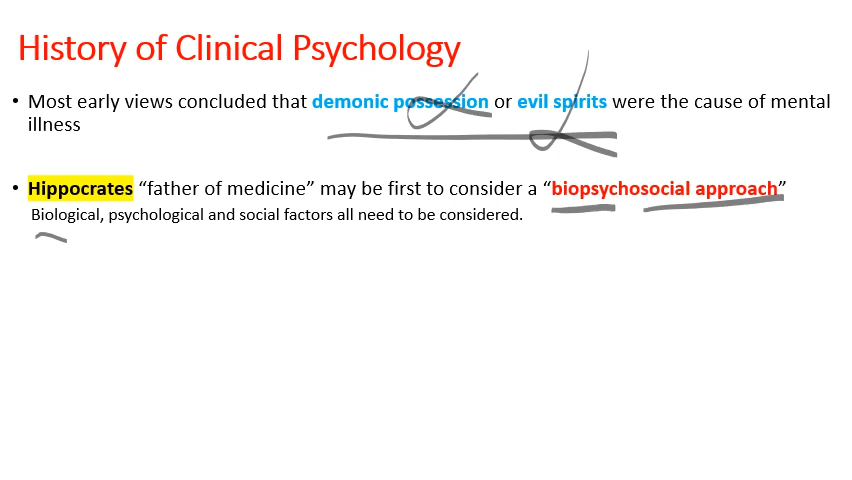 History of Clinical Psychology
• Most early views concluded that demonic possession or evil spirits were the cause of mental
illness
• Hippocrates “father of medicine” may be first to consider a “biopsychosocial approach”
Biological, psychological and social factors all need to be considered.